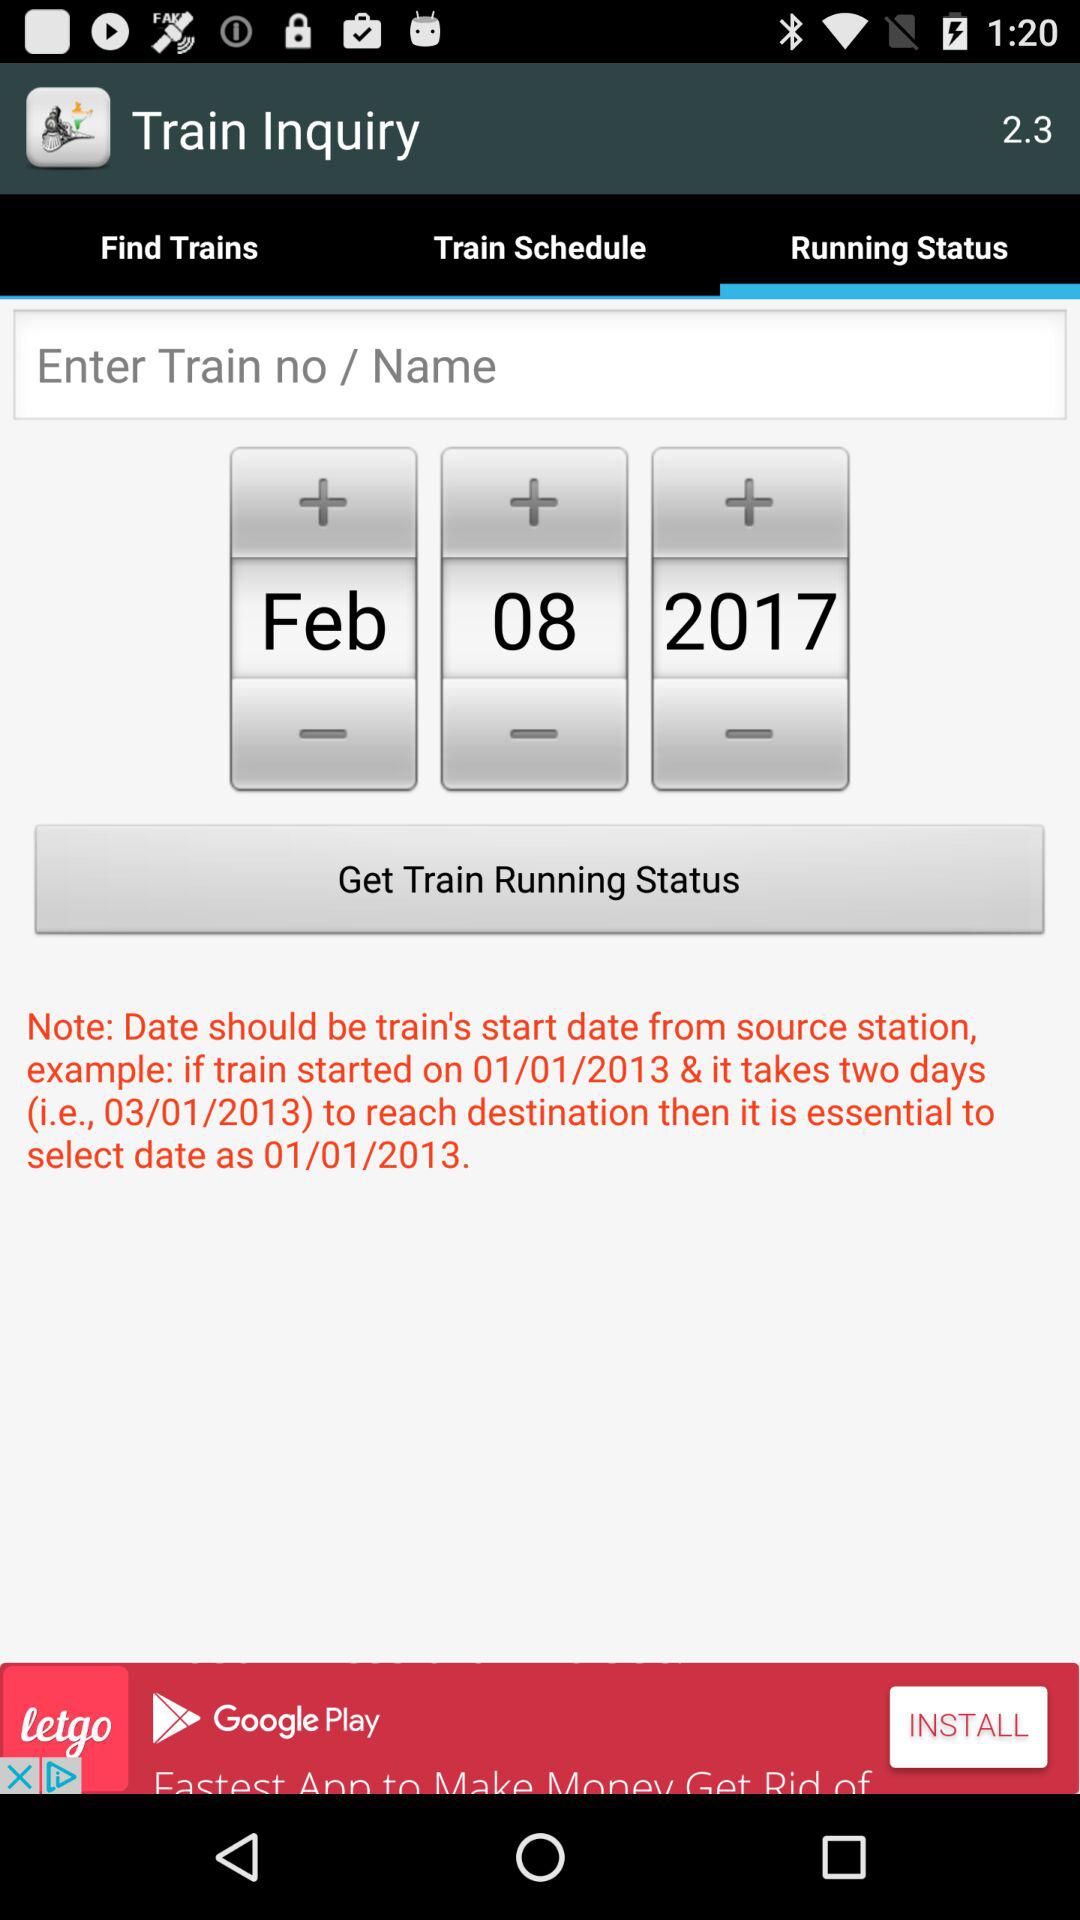 FAKE
1:20
Train Inquiry
2.3
Find Trains
Train Schedule
Running Status
Enter Train no / Name
Feb
08
2017
Get Train Running Status
Note: Date should be train's start date from source station,
example: if train started on 01/01/2013 & it takes two days
(i.e., 03/01/2013) to reach destination then it is essential to
select date as 01/01/2013.
letgo
Google Play
INSTALL
Fastest App to Make Money Get Rid of